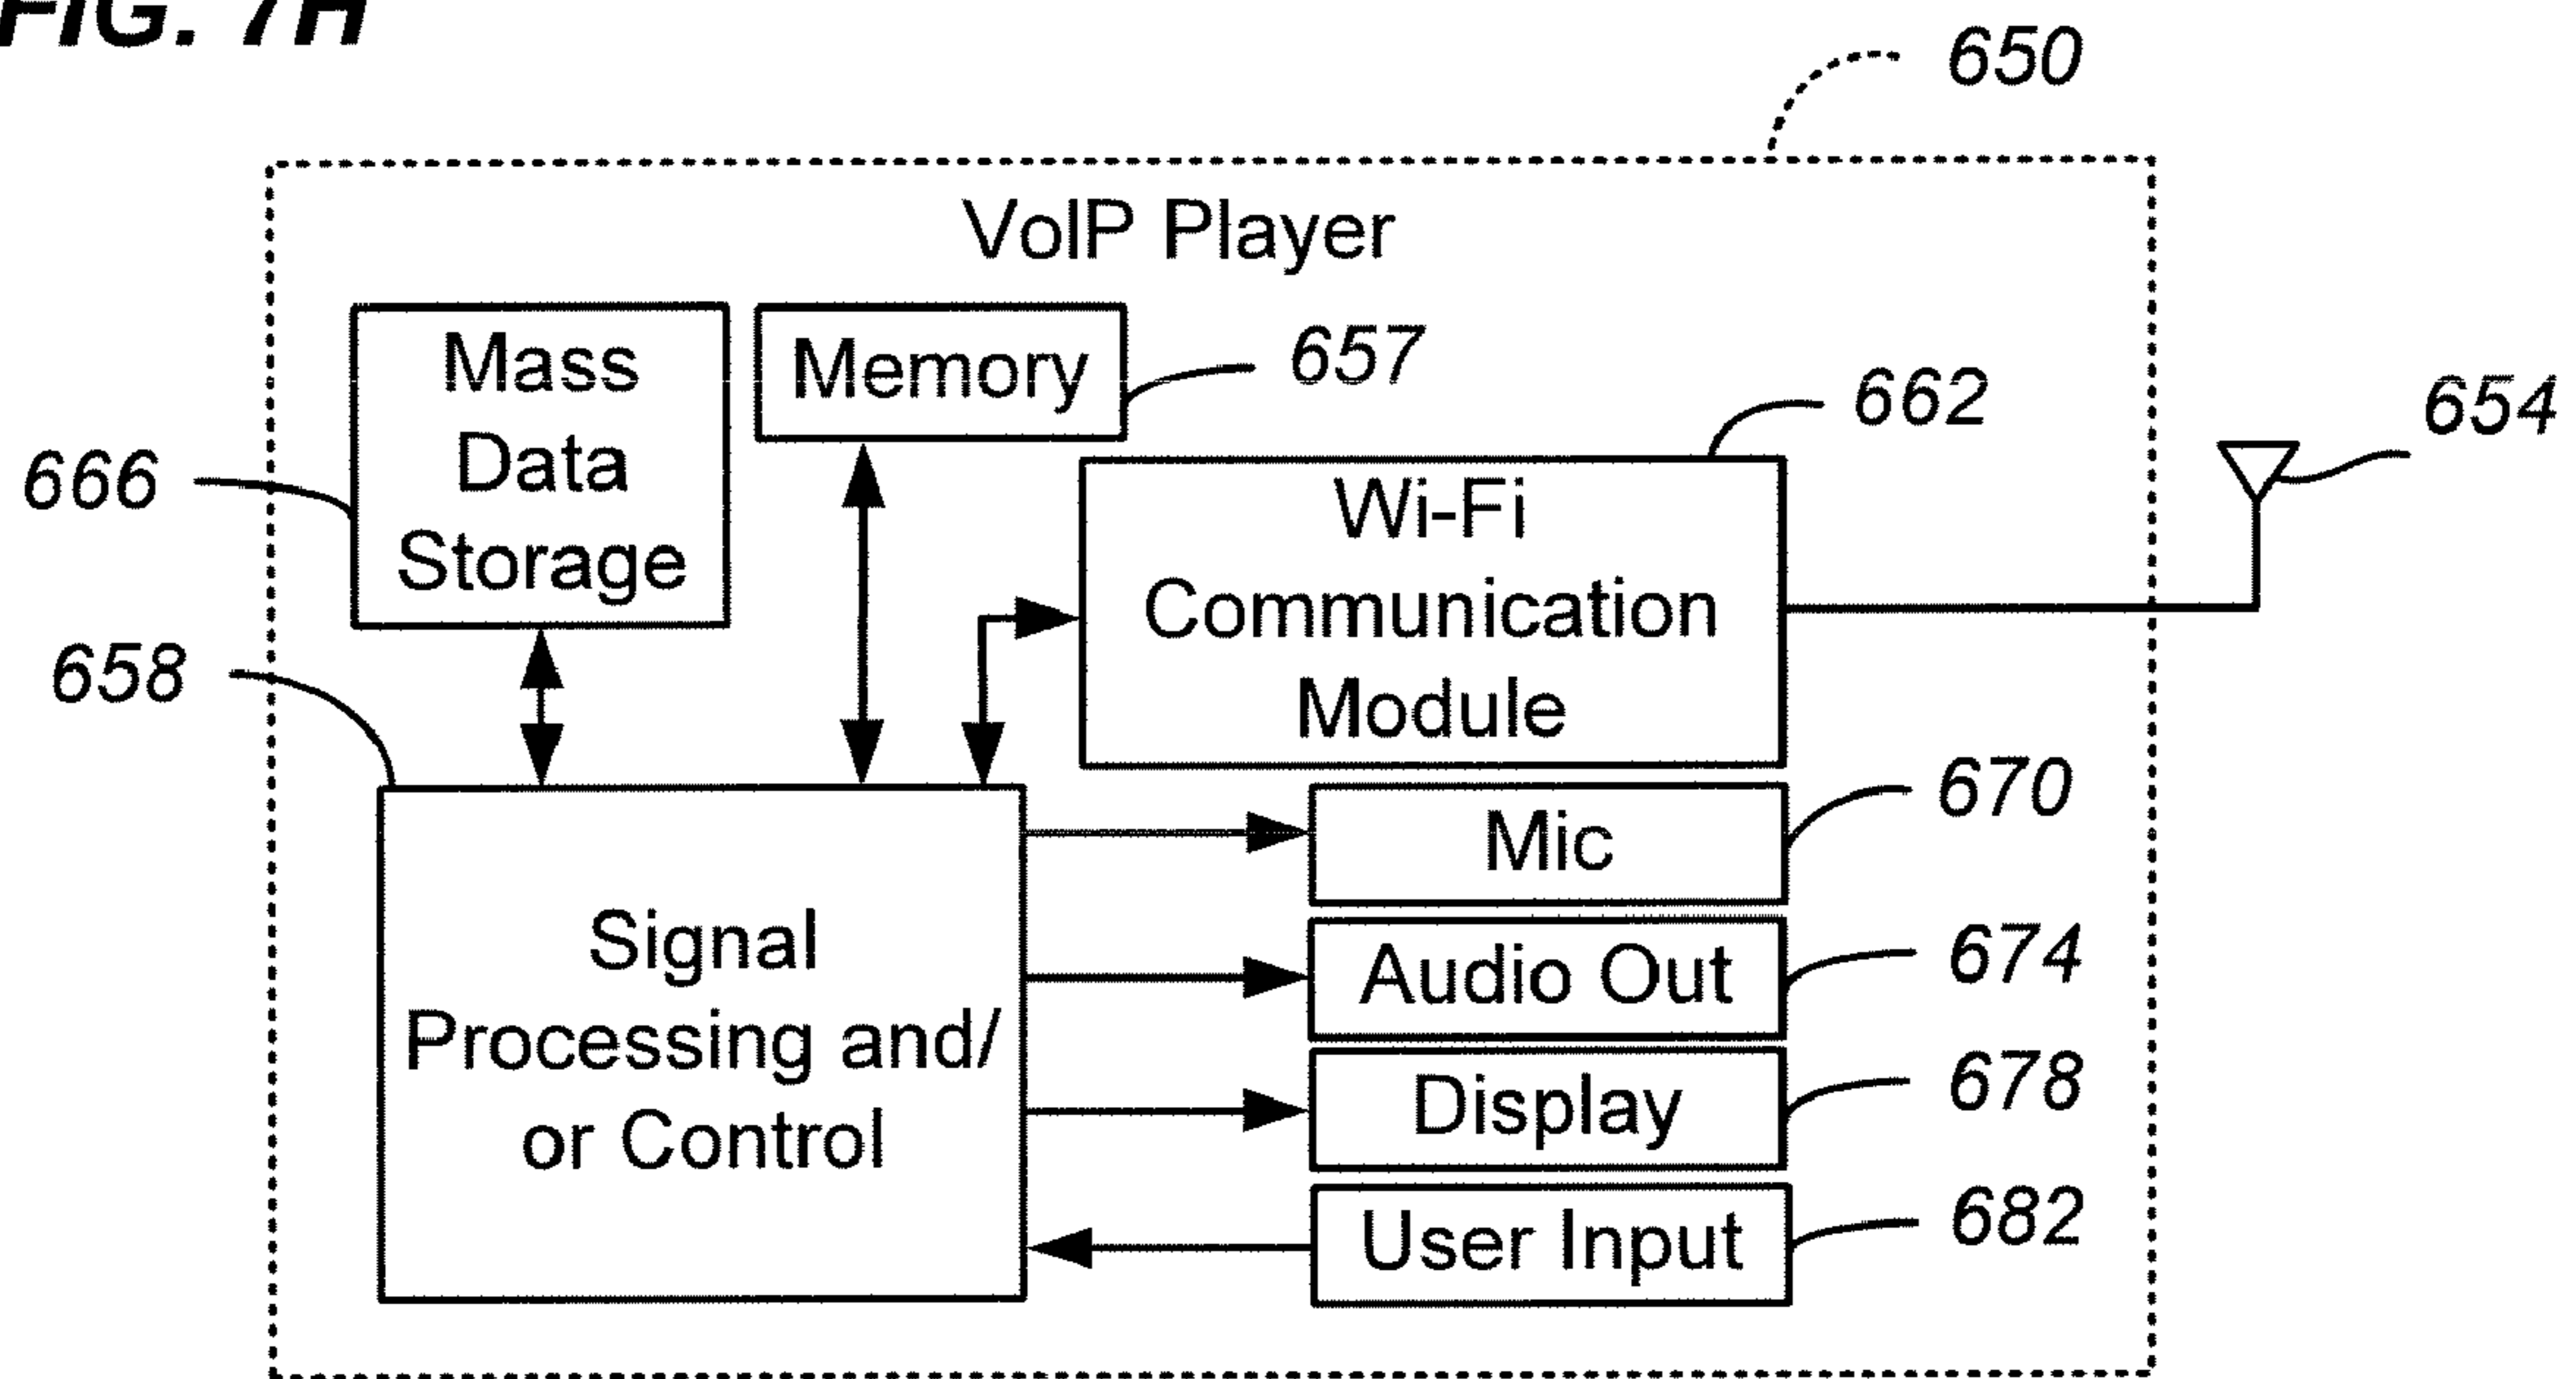 FIG. 7H
650
VoIP Player
Mass
Data
Storage
Memory
657
662
654
666
Wi-Fi
Communication
Module
658
670
Mic
Signal
Processing and/
or Control
Audio Out
674
Display
678
User Input
682